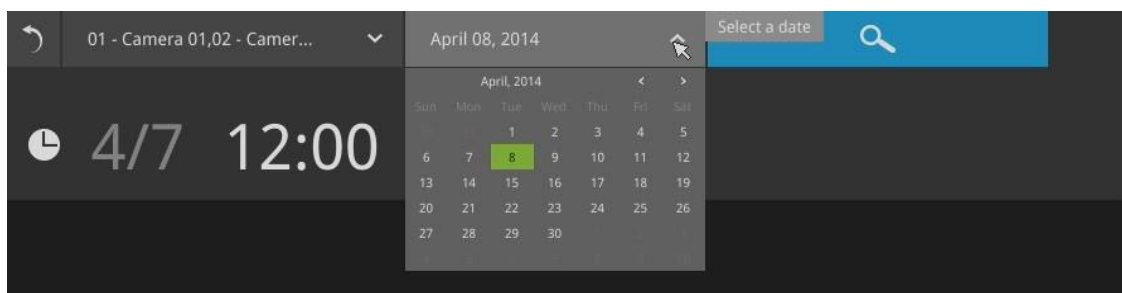 01 - Camera 01,02 - Camer...
April 08, 2014
Select a date
April, 2014
Sun Mon Tue Wed Thu Fri Sat
1 2 3 4 5
4/7 12:00
6 7 8 9 10 11 12
13 14 15 16 17 18 19
20 21 22 23 24 25 26
27 28 29 30